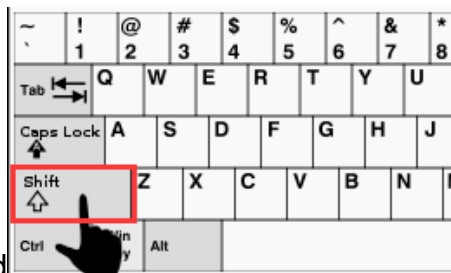 ~ ! @ # $ % ^ & *
` 1 2 3 4 5 6 7 8
Tab Q W E R T Y U
Caps Lock A S D F G H J
Shift Z X C V B N
Ctrl Alt